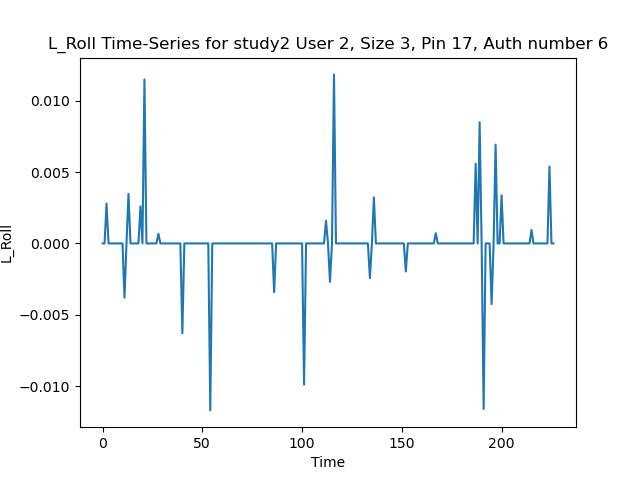 L_Roll Time-Series for study2 User 2, Size 3, Pin 17, Auth number 6
0.010
0.005
0.000
−0.005
−0.010
L_Roll
0 50 100 150 200
Time